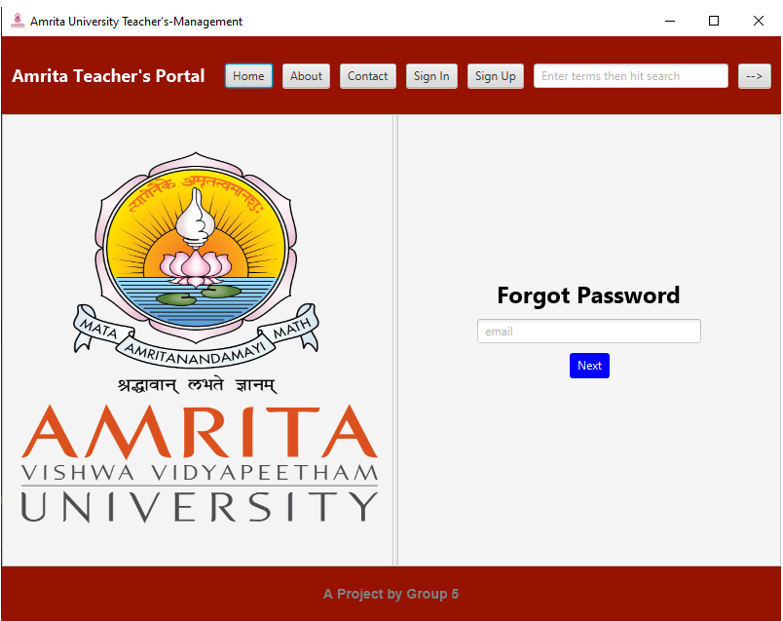 Amrita University Teacher's-Management
Amrita Teacher's Portal Home About Contact Sign In Sign Up Enter terms then hit search -->
त्यागेनैके अमृतत्वमानशुः
MATA AMRITANANDAMAYI MATH
श्रद्धावान् लभते ज्ञानम्
AMRITA
VISHWA VIDYAPEETHAM
UNIVERSITY
Forgot Password
email
Next
A Project by Group 5